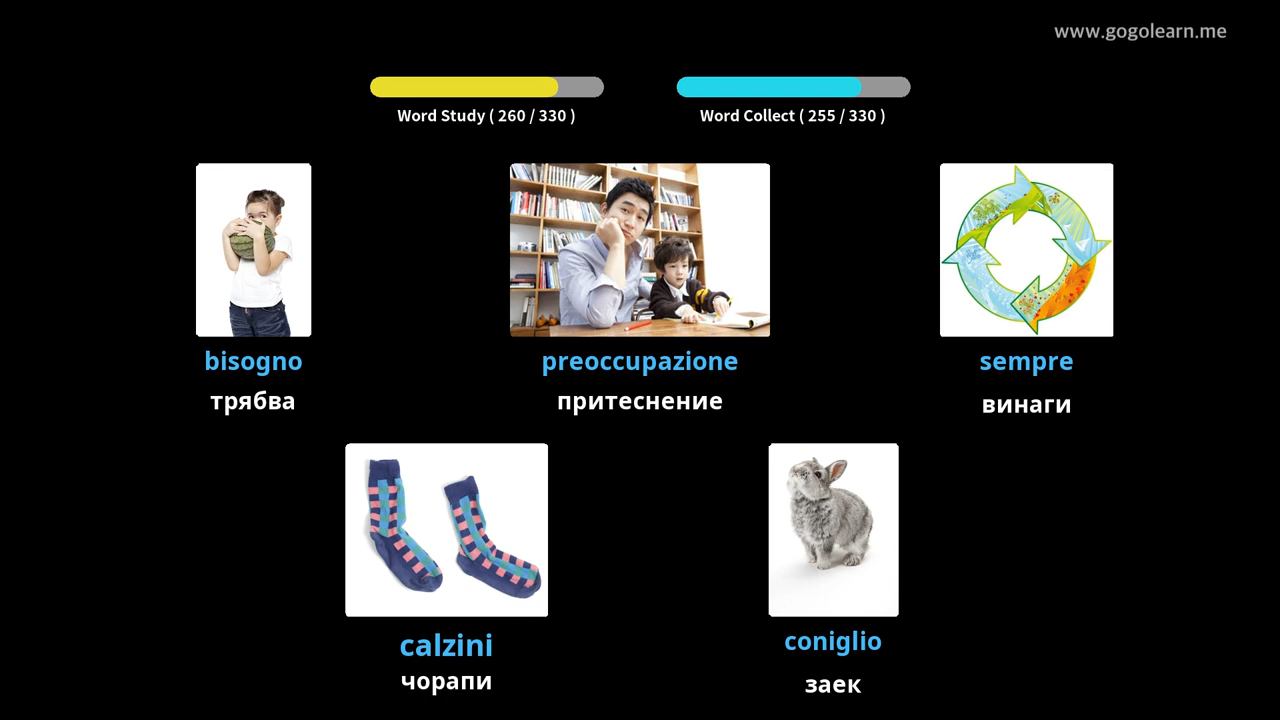 www.gogolearn.me
Word Study ( 260 / 330 )
Word Collect ( 255 / 330 )
bisogno
трябва
preoccupazione
притеснение
sempre
винаги
calzini
чорапи
coniglio
заек